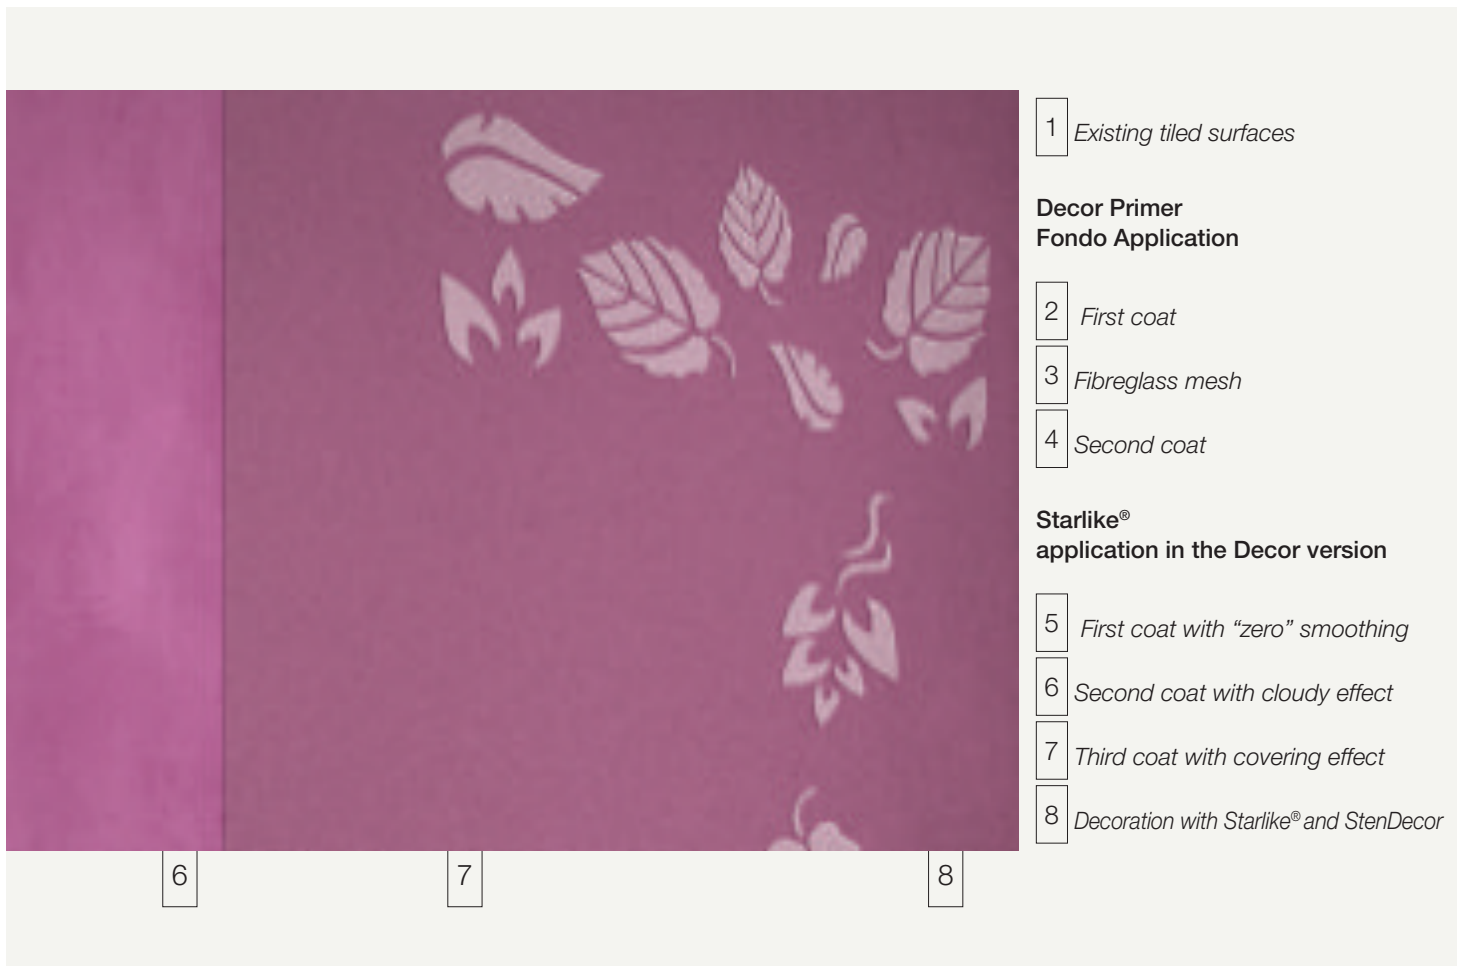 1 Existing tiled surfaces
Decor Primer
Fondo Application
2 First coat
3 Fibreglass mesh
4 Second coat
Starlike®
application in the Decor version
5 First coat with “zero” smoothing
6 Second coat with cloudy effect
7 Third coat with covering effect
8 Decoration with Starlike® and StenDecor
6 7 8